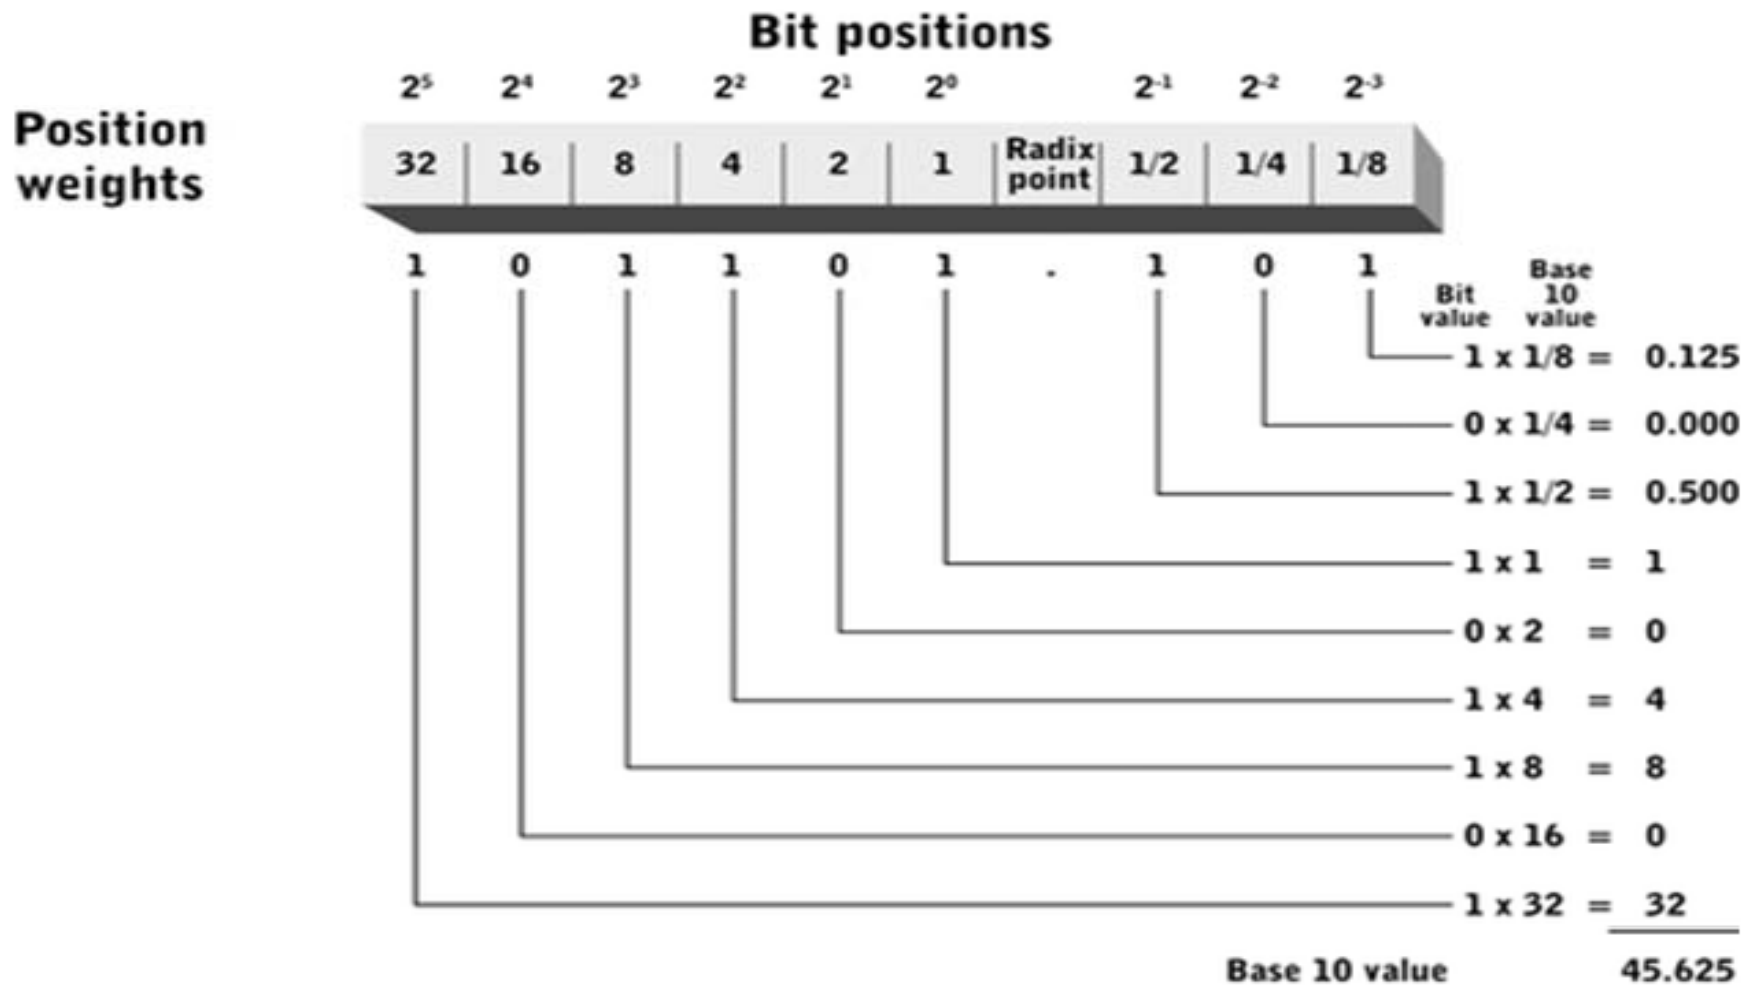 Bit positions
2⁵ 2⁴ 2³ 2² 2¹ 2⁰ 2⁻¹ 2⁻² 2⁻³
Position
weights
32 16 8 4 2 1 Radix point 1/2 1/4 1/8
1 0 1 1 0 1 . 1 0 1
Bit value Base 10 value
1 x 1/8 = 0.125
0 x 1/4 = 0.000
1 x 1/2 = 0.500
1 x 1 = 1
0 x 2 = 0
1 x 4 = 4
1 x 8 = 8
0 x 16 = 0
1 x 32 = 32
Base 10 value 45.625